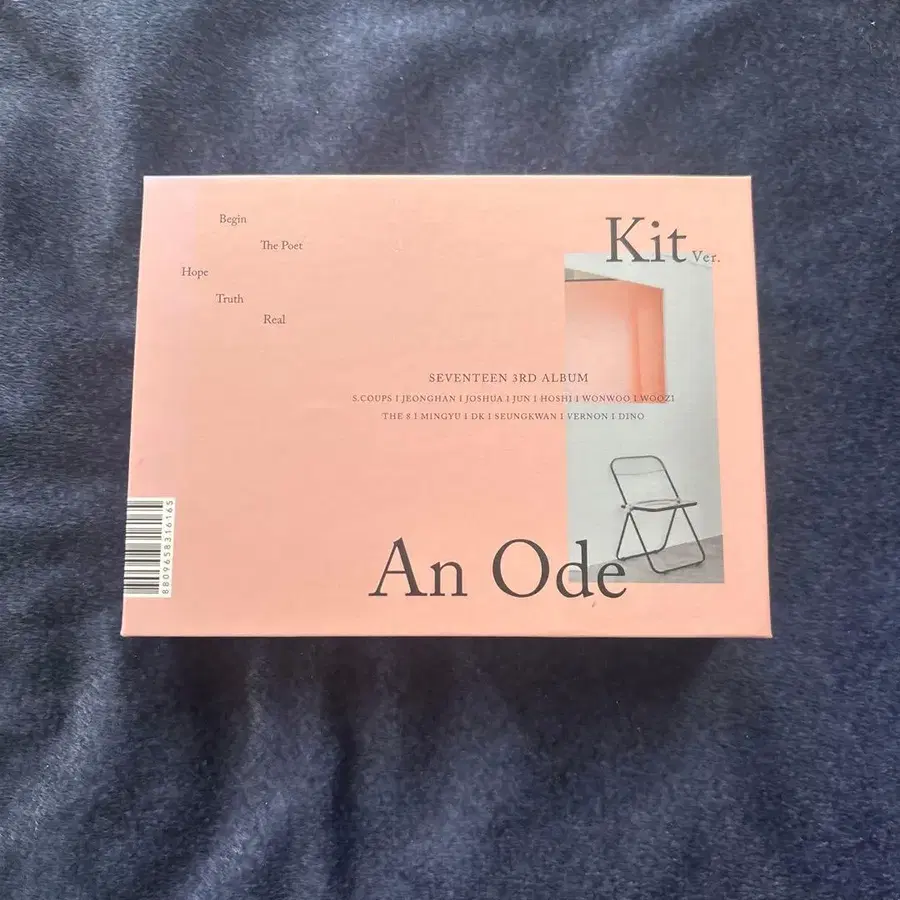 Begin
The Poet
Hope
Truth
Real
Kit Ver.
SEVENTEEN 3RD ALBUM
S.COUPS I JEONGHAN I JOSHUA I JUN I HOSHI I WONWOO I WOOZI
THE 8 I MINGYU I DK I SEUNGKWAN I VERNON I DINO
An Ode
8809658316165